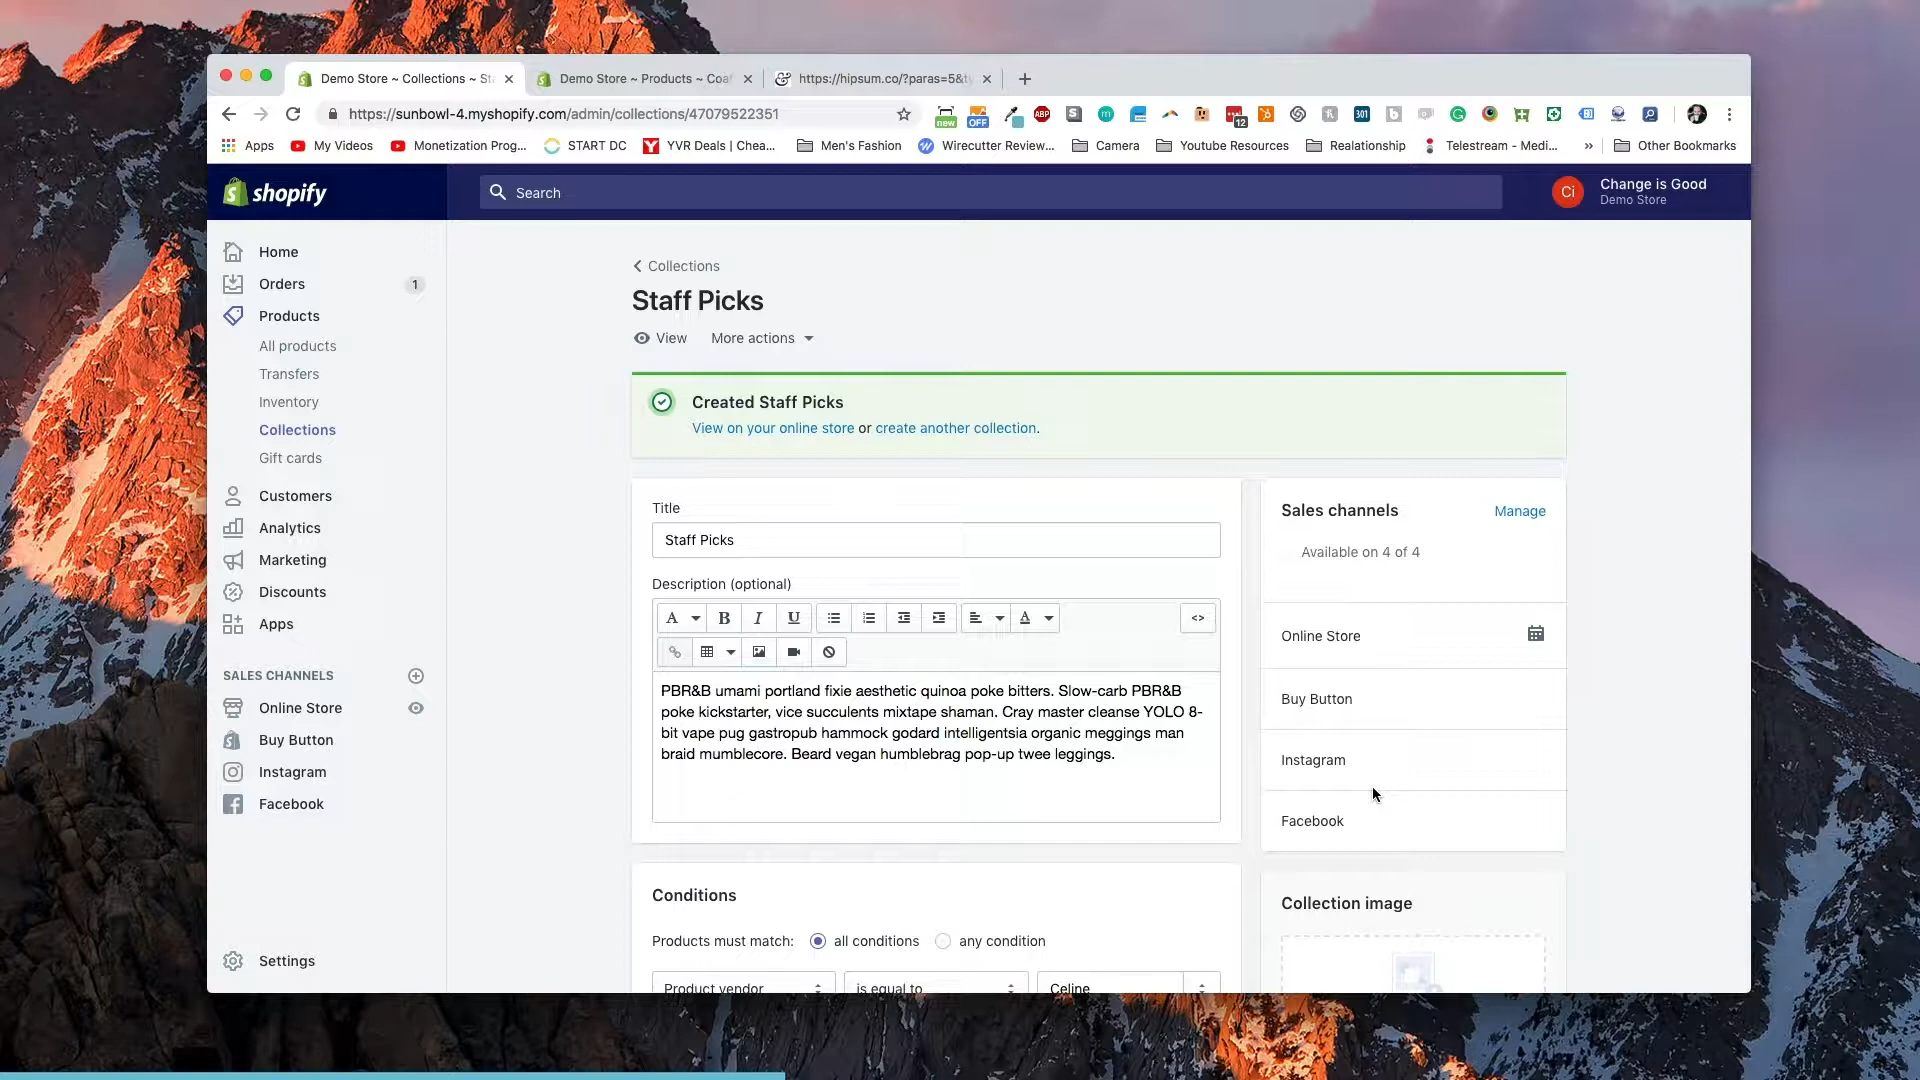 Demo Store ~ Collections ~ Sta
Demo Store ~ Products ~ Coa
https://hipsum.co/?paras=5&ty
https://sunbowl-4.myshopify.com/admin/collections/47079522351
new
OFF
ABP
12
301
Apps
My Videos
Monetization Prog...
START DC
YVR Deals | Chea...
Men's Fashion
Wirecutter Review...
Camera
Youtube Resources
Realationship
Telestream - Medi...
»
Other Bookmarks
shopify
Search
Ci
Change is Good
Demo Store
Home
Orders
1
Products
All products
Transfers
Inventory
Collections
Gift cards
Customers
Analytics
Marketing
Discounts
Apps
SALES CHANNELS
Online Store
Buy Button
Instagram
Facebook
Settings
Collections
Staff Picks
View
More actions
Created Staff Picks
View on your online store or create another collection.
Title
Staff Picks
Description (optional)
A
B
I
U
A
<>
PBR&B umami portland fixie aesthetic quinoa poke bitters. Slow-carb PBR&B
poke kickstarter, vice succulents mixtape shaman. Cray master cleanse YOLO 8-
bit vape pug gastropub hammock godard intelligentsia organic meggings man
braid mumblecore. Beard vegan humblebrag pop-up twee leggings.
Conditions
Products must match:
all conditions
any condition
Product vendor
is equal to
Celine
Sales channels
Manage
Available on 4 of 4
Online Store
Buy Button
Instagram
Facebook
Collection image